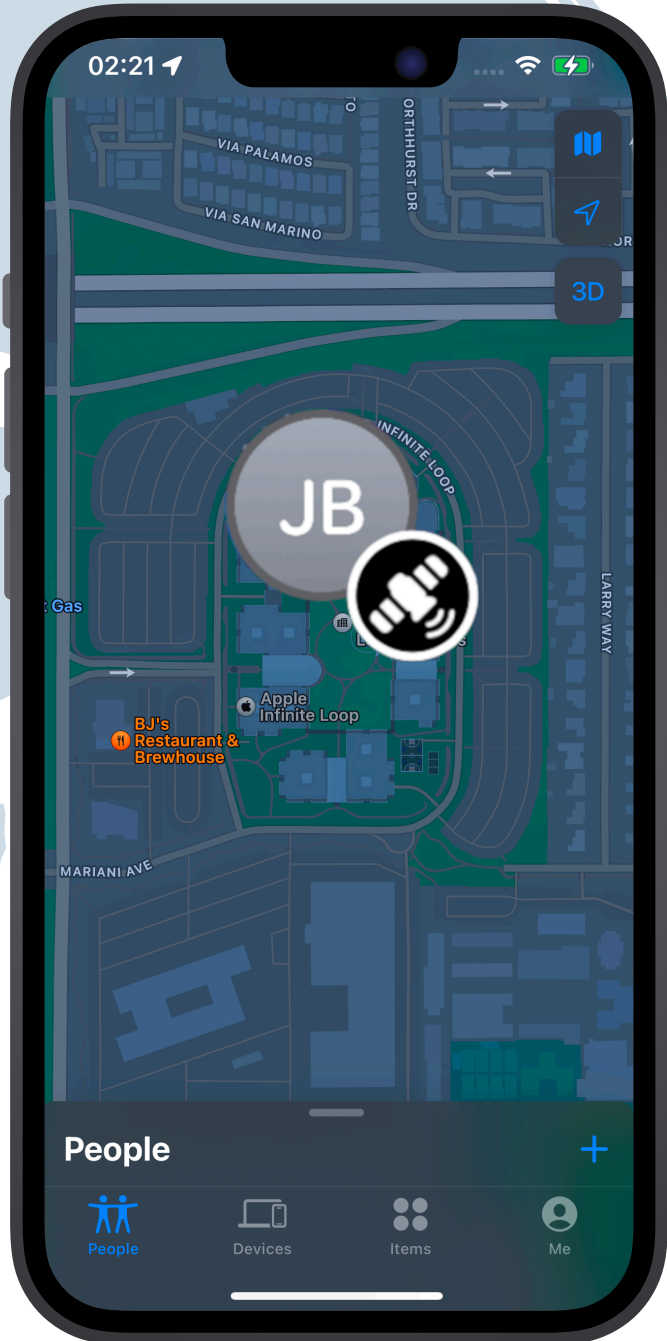 02:21
VIA PALAMOS
ORTHHURST DR
VIA SAN MARINO
3D
INFINITE LOOP
JB
t Gas
LARRY WAY
Apple
Infinite Loop
BJ's
Restaurant &
Brewhouse
MARIANI AVE
People
+
People
Devices
Items
Me